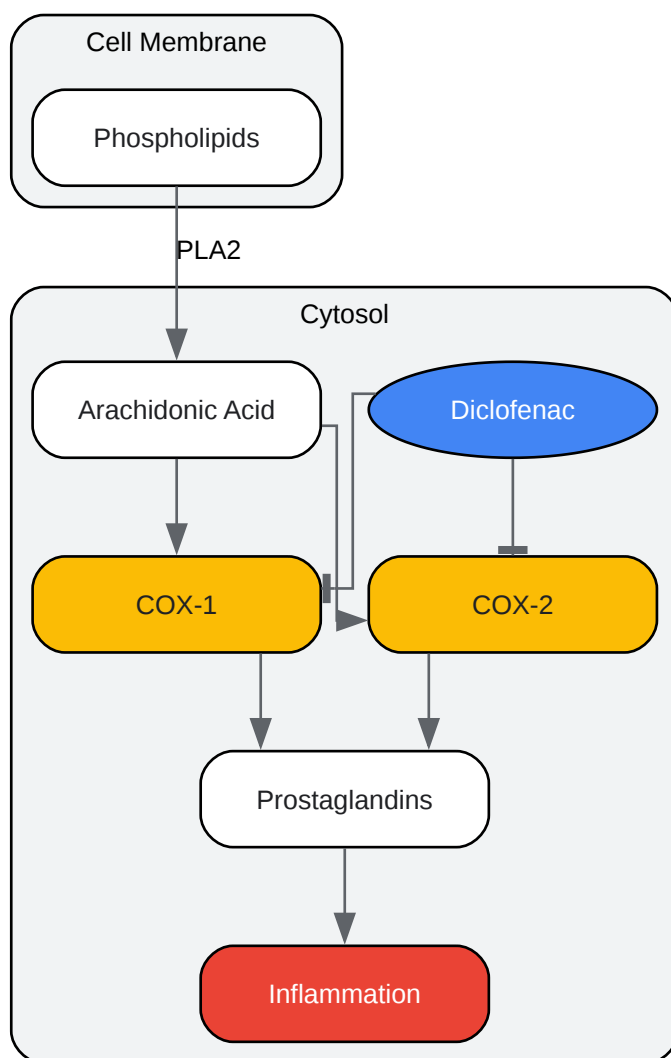 Cell Membrane
Phospholipids
PLA2
Cytosol
Arachidonic Acid
Diclofenac
COX-1
COX-2
Prostaglandins
Inflammation